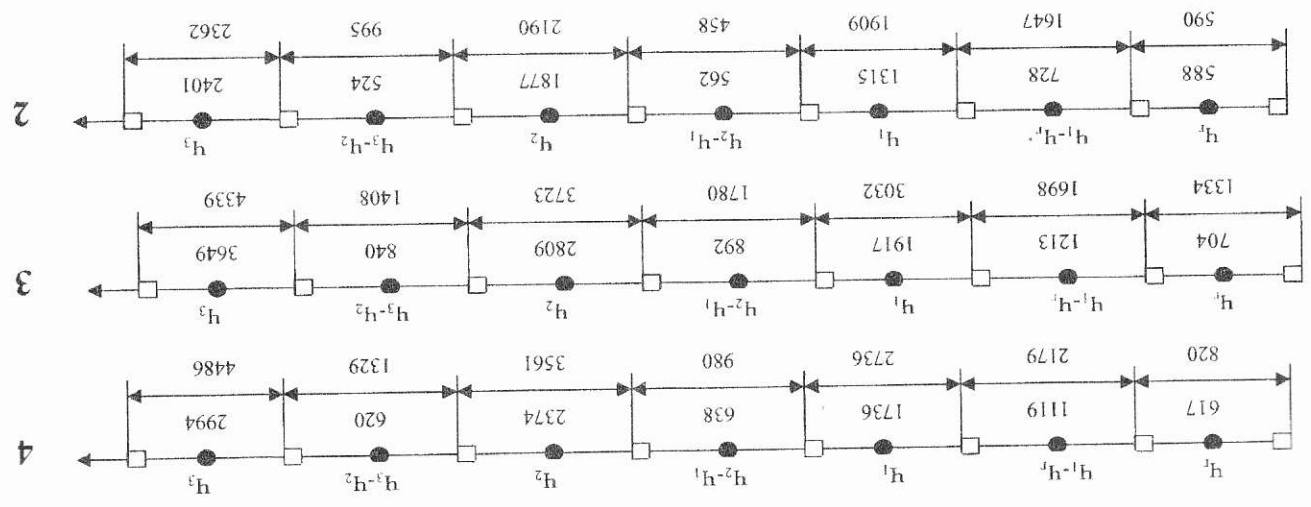 hᵣ h₁-hᵣ h₁ h₂-h₁ h₂ h₃-h₂ h₃
4
617 1119 1736 638 2374 620 2994
820 2179 2736 980 3561 1329 4486
hᵣ h₁-hᵣ h₁ h₂-h₁ h₂ h₃-h₂ h₃
3
704 1213 1917 892 2809 840 3649
1334 1698 3032 1780 3723 1408 4339
hᵣ h₁-hᵣ h₁ h₂-h₁ h₂ h₃-h₂ h₃
2
588 728 1315 562 1877 524 2401
590 1647 1909 458 2190 995 2362